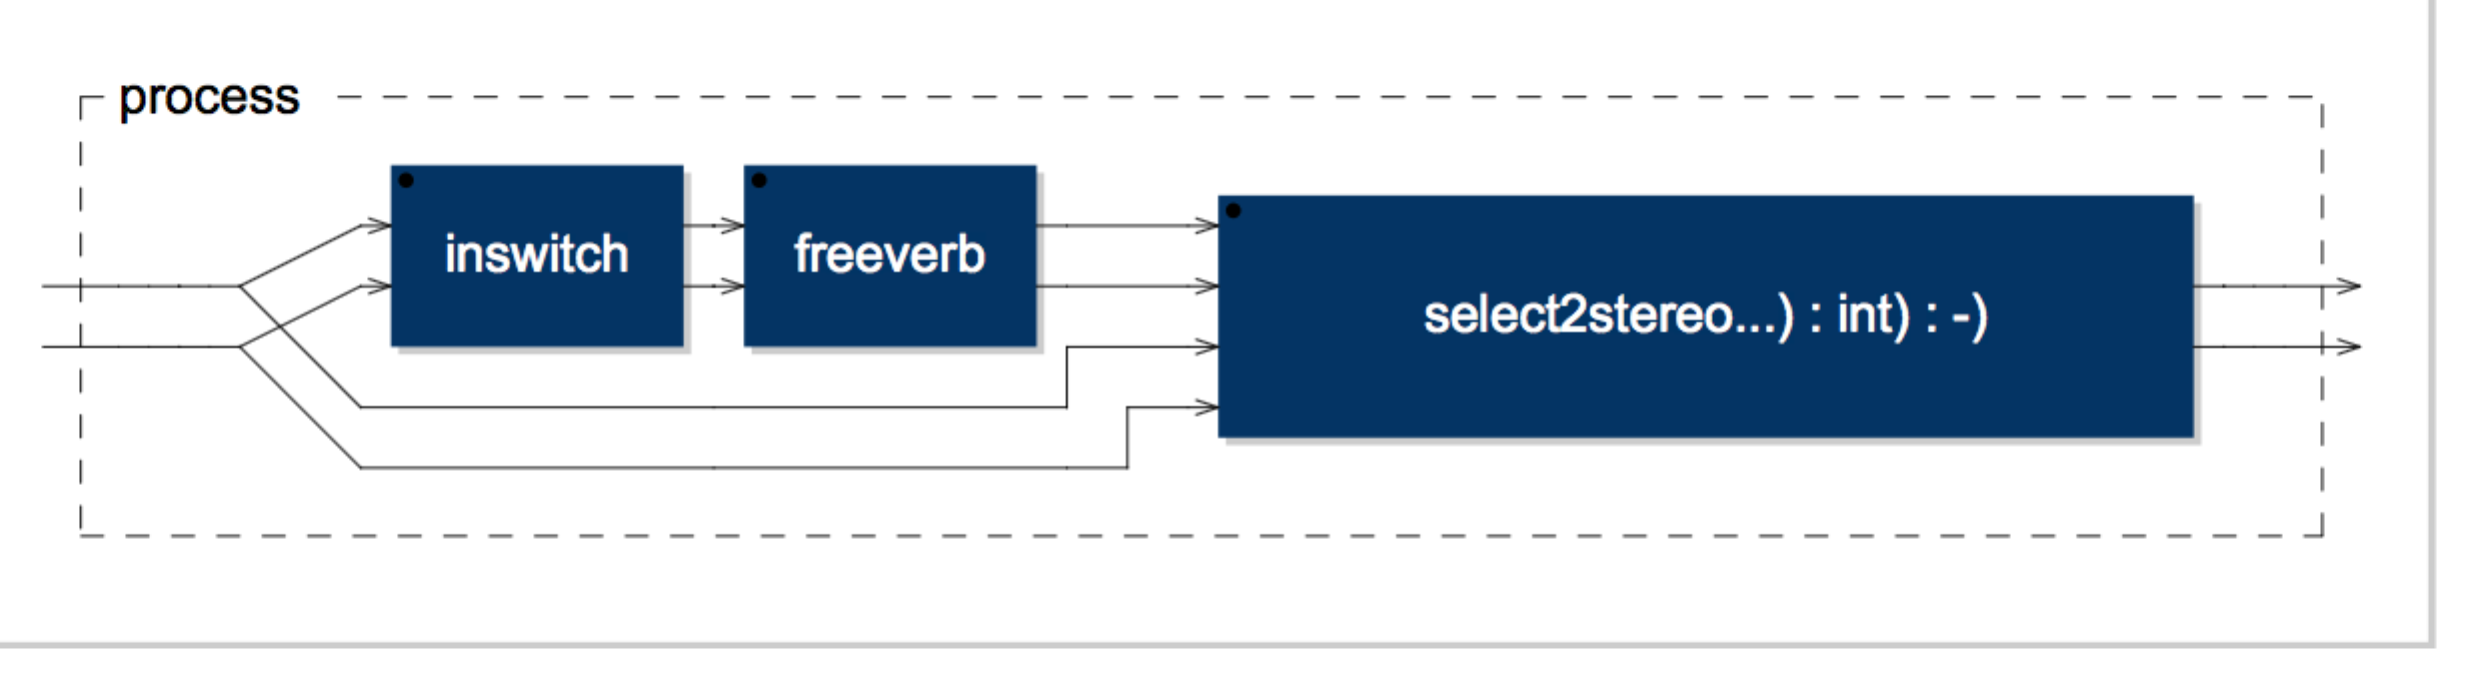 process
inswitch
freeverb
select2stereo...) : int) : -)